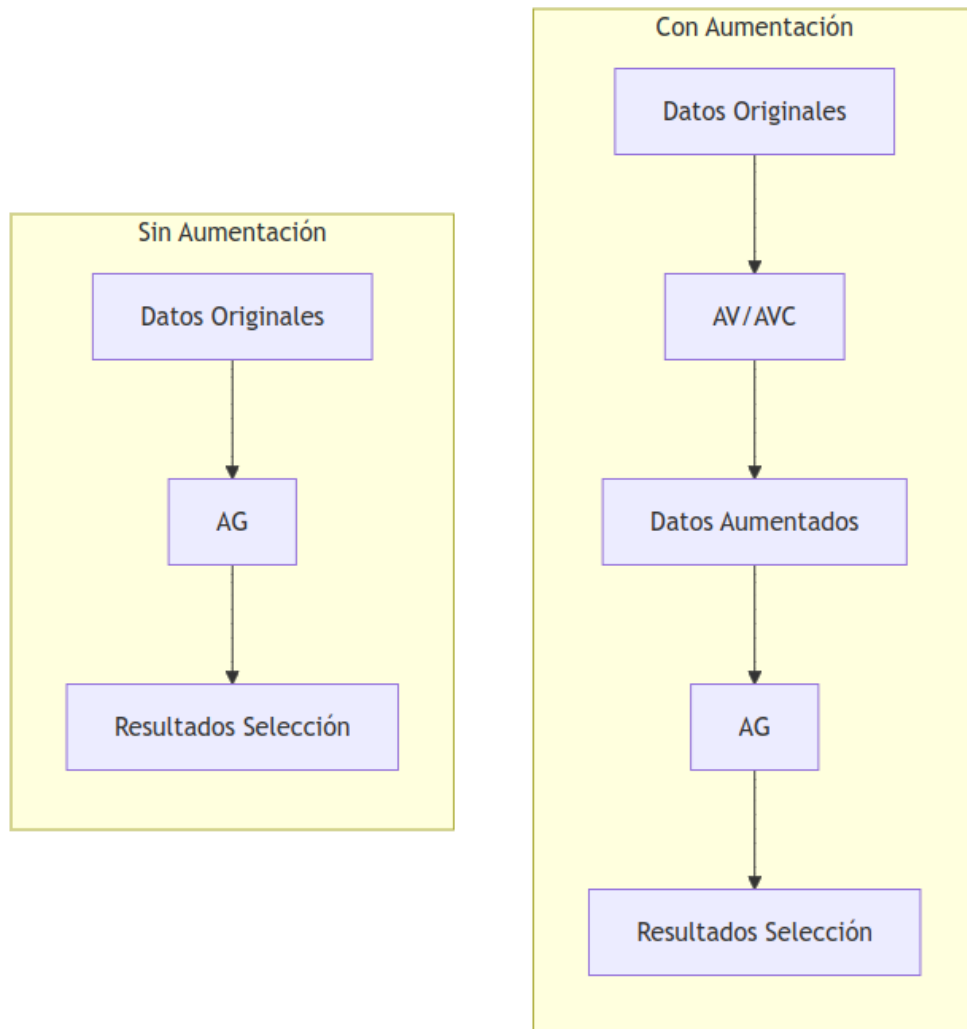 Sin Aumentación
Datos Originales
AG
Resultados Selección
Con Aumentación
Datos Originales
AV/AVC
Datos Aumentados
AG
Resultados Selección